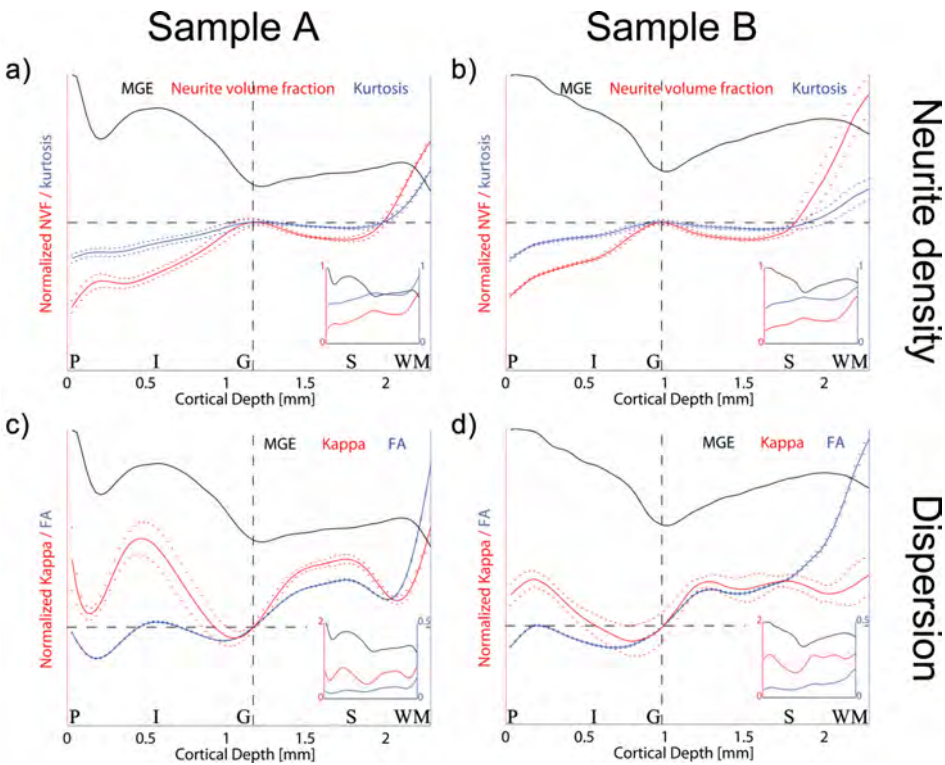 Sample A
Sample B
a)
MGE Neurite volume fraction Kurtosis
Normalized NVF / kurtosis
1
1
0
0
P I G S WM
0 0.5 1 1.5 2
Cortical Depth [mm]
b)
MGE Neurite volume fraction Kurtosis
1
1
0
0
P I G S WM
0 0.5 1 1.5 2
Cortical Depth [mm]
Neurite density
c)
MGE Kappa FA
Normalized Kappa / FA
2
0.5
0
0
P I G S WM
0 0.5 1 1.5 2
Cortical Depth [mm]
d)
MGE Kappa FA
Normalized Kappa / FA
2
0.5
0
0
P I G S WM
0 0.5 1 1.5 2
Cortical Depth [mm]
Dispersion